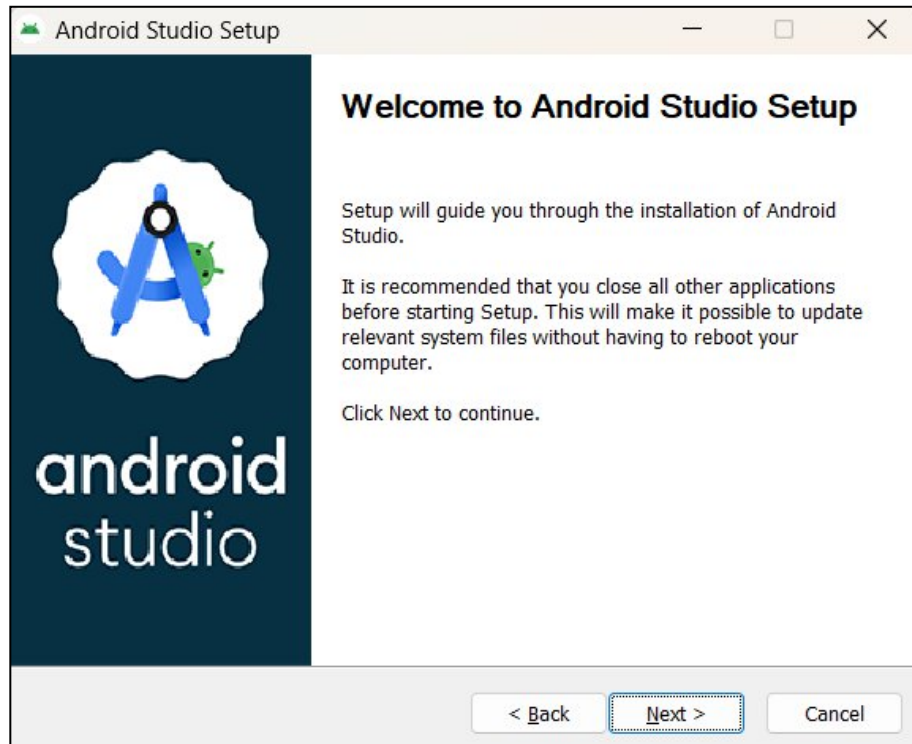 Android Studio Setup
Welcome to Android Studio Setup
Setup will guide you through the installation of Android
Studio.
It is recommended that you close all other applications
before starting Setup. This will make it possible to update
relevant system files without having to reboot your
computer.
Click Next to continue.
android
studio
< Back
Next >
Cancel